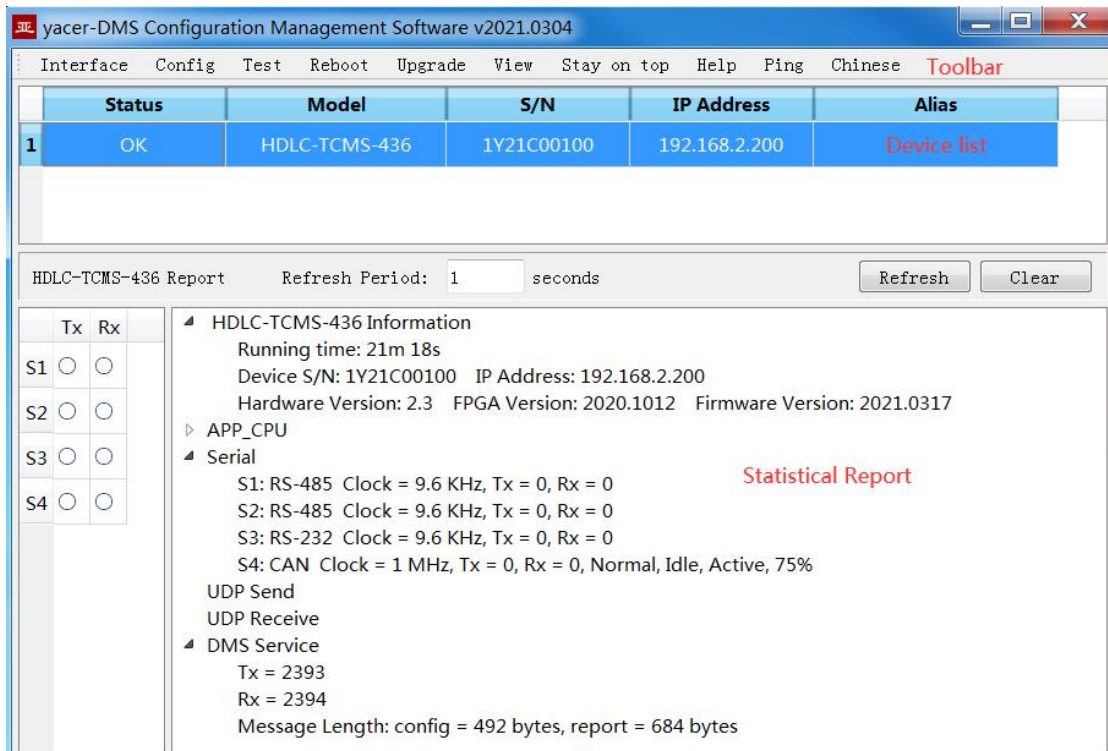 亚 yacer-DMS Configuration Management Software v2021.0304
Interface Config Test Reboot Upgrade View Stay on top Help Ping Chinese Toolbar
Status Model S/N IP Address Alias
1 OK HDLC-TCMS-436 1Y21C00100 192.168.2.200 Device list
HDLC-TCMS-436 Report Refresh Period: 1 seconds Refresh Clear
Tx Rx
S1
S2
S3
S4
HDLC-TCMS-436 Information
Running time: 21m 18s
Device S/N: 1Y21C00100 IP Address: 192.168.2.200
Hardware Version: 2.3 FPGA Version: 2020.1012 Firmware Version: 2021.0317
APP_CPU
Serial
Statistical Report
S1: RS-485 Clock = 9.6 KHz, Tx = 0, Rx = 0
S2: RS-485 Clock = 9.6 KHz, Tx = 0, Rx = 0
S3: RS-232 Clock = 9.6 KHz, Tx = 0, Rx = 0
S4: CAN Clock = 1 MHz, Tx = 0, Rx = 0, Normal, Idle, Active, 75%
UDP Send
UDP Receive
DMS Service
Tx = 2393
Rx = 2394
Message Length: config = 492 bytes, report = 684 bytes